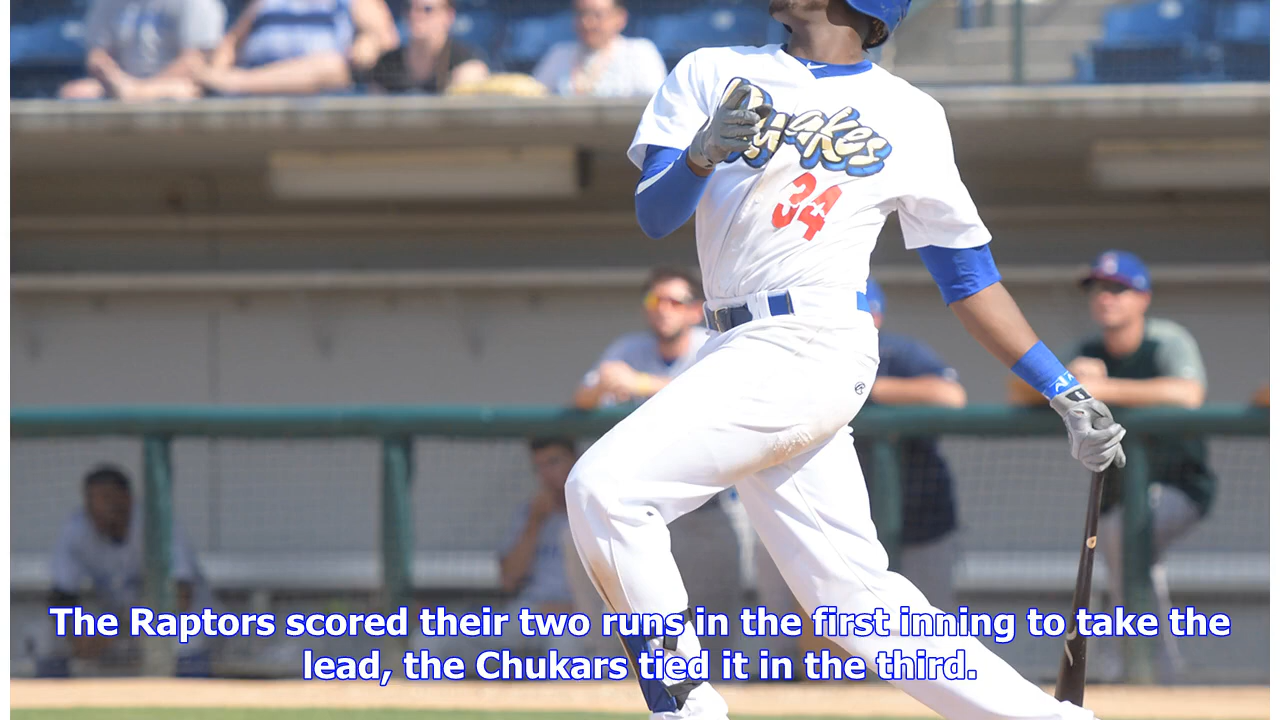 Quakes
34
The Raptors scored their two runs in the first inning to take the
lead, the Chukars tied it in the third.